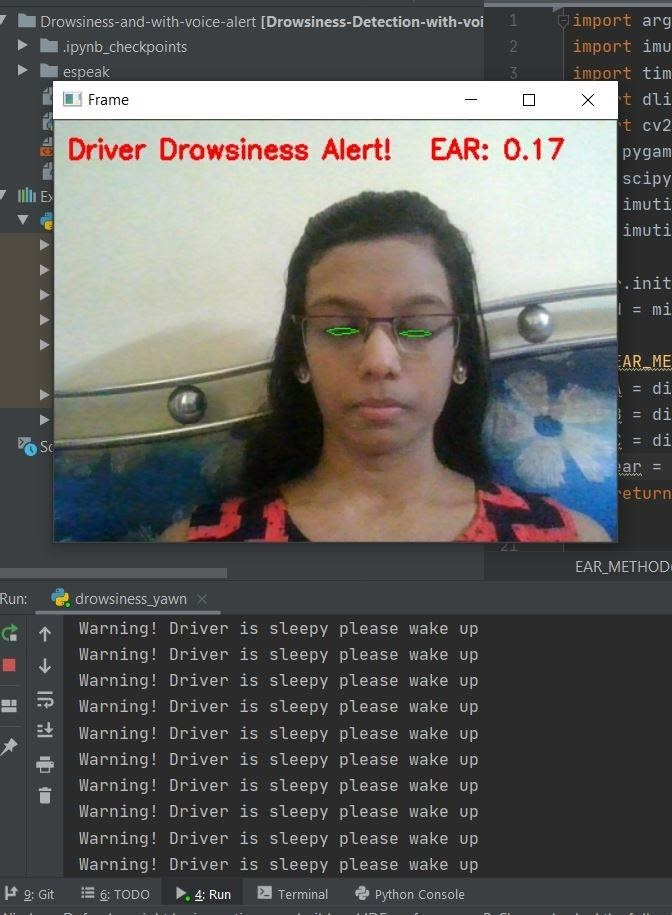 Drowsiness-and-with-voice-alert [Drowsiness-Detection-with-voi
.ipynb_checkpoints
espeak
Frame
Driver Drowsiness Alert! EAR: 0.17
1 import arg
2 import imu
3 import tim
t dli
t cv2
pygam
scipy
imuti
imuti
r.init
= mi
EAR_ME
= di
= di
= di
ear =
return
21
EAR_METHOD
Run: drowsiness_yawn
Warning! Driver is sleepy please wake up
Warning! Driver is sleepy please wake up
Warning! Driver is sleepy please wake up
Warning! Driver is sleepy please wake up
Warning! Driver is sleepy please wake up
Warning! Driver is sleepy please wake up
Warning! Driver is sleepy please wake up
Warning! Driver is sleepy please wake up
Warning! Driver is sleepy please wake up
Warning! Driver is sleepy please wake up
9: Git 6: TODO 4: Run Terminal Python Console